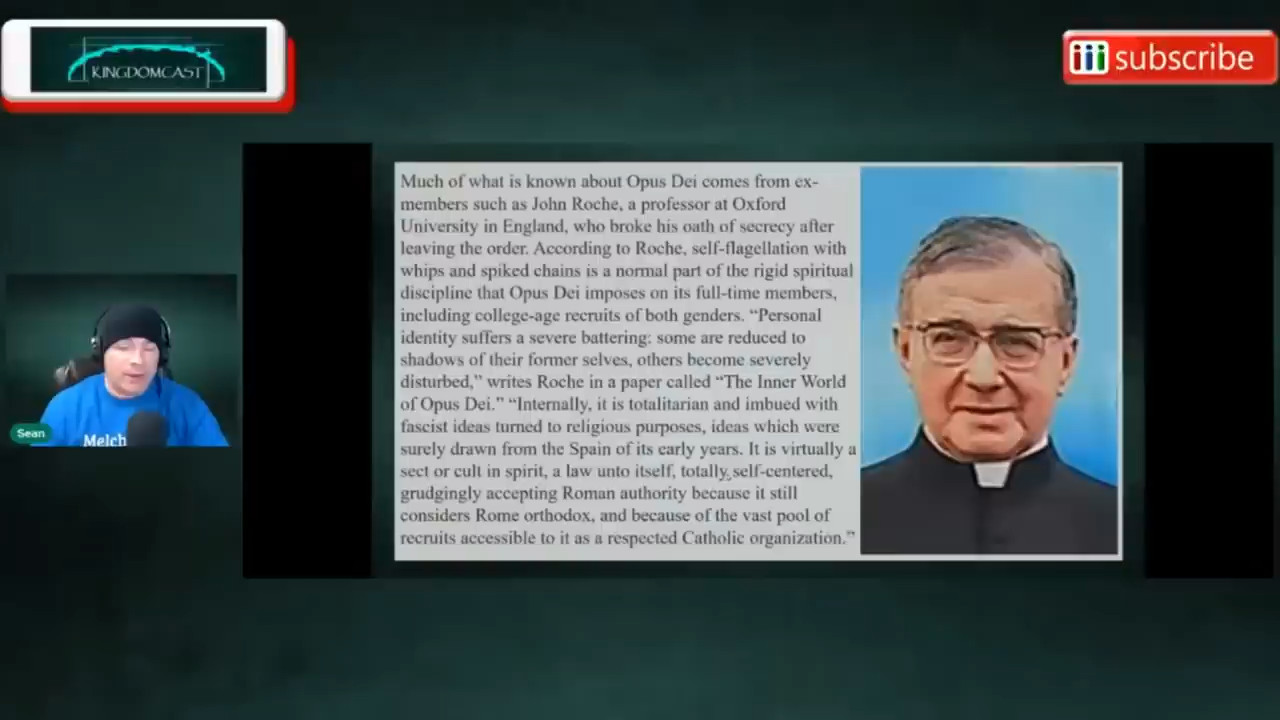 KINGDOMCAST
subscribe
Much of what is known about Opus Dei comes from ex-
members such as John Roche, a professor at Oxford
University in England, who broke his oath of secrecy after
leaving the order. According to Roche, self-flagellation with
whips and spiked chains is a normal part of the rigid spiritual
discipline that Opus Dei imposes on its full-time members,
including college-age recruits of both genders. “Personal
identity suffers a severe battering: some are reduced to
shadows of their former selves, others become severely
disturbed,” writes Roche in a paper called “The Inner World
of Opus Dei.” “Internally, it is totalitarian and imbued with
fascist ideas turned to religious purposes, ideas which were
surely drawn from the Spain of its early years. It is virtually a
sect or cult in spirit, a law unto itself, totally self-centered,
grudgingly accepting Roman authority because it still
considers Rome orthodox, and because of the vast pool of
recruits accessible to it as a respected Catholic organization.”
Sean
Melch